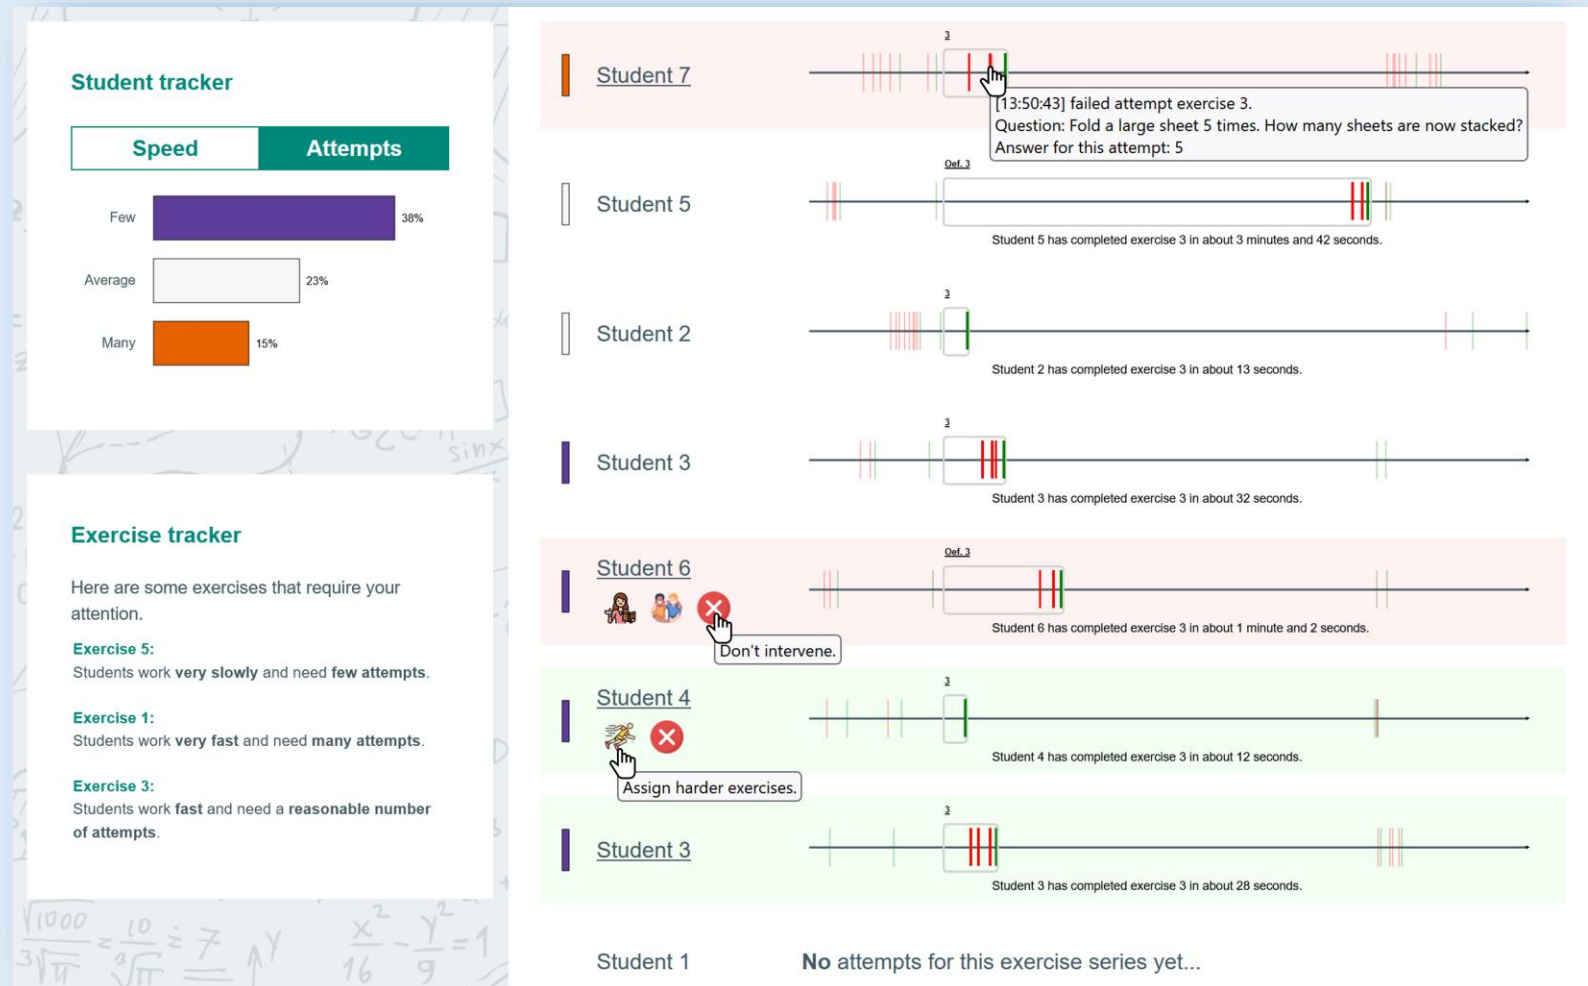 Student tracker
Speed
Attempts
Few
38%
Average
23%
Many
15%
Exercise tracker
Here are some exercises that require your
attention.
Exercise 5:
Students work very slowly and need few attempts.
Exercise 1:
Students work very fast and need many attempts.
Exercise 3:
Students work fast and need a reasonable number
of attempts.
3
Student 7
[13:50:43] failed attempt exercise 3.
Question: Fold a large sheet 5 times. How many sheets are now stacked?
Answer for this attempt: 5
Oef. 3
Student 5
Student 5 has completed exercise 3 in about 3 minutes and 42 seconds.
3
Student 2
Student 2 has completed exercise 3 in about 13 seconds.
3
Student 3
Student 3 has completed exercise 3 in about 32 seconds.
Oef. 3
Student 6
Student 6 has completed exercise 3 in about 1 minute and 2 seconds.
Don't intervene.
3
Student 4
Student 4 has completed exercise 3 in about 12 seconds.
Assign harder exercises.
3
Student 3
Student 3 has completed exercise 3 in about 28 seconds.
Student 1
No attempts for this exercise series yet...